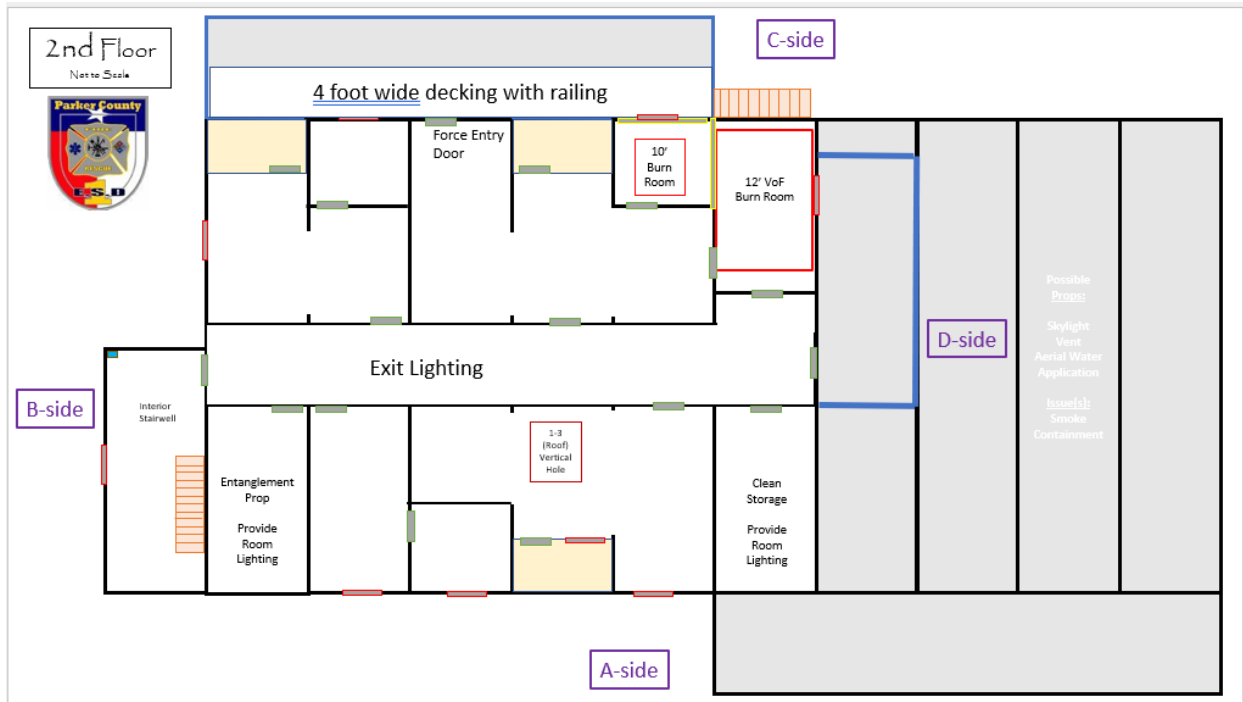 2nd Floor
Not to Scale
Parker County
RESCUE
E.S.D
1
C-side
4 foot wide decking with railing
Force Entry
Door
10'
Burn
Room
12' VoF
Burn Room
Possible
Props:
Skylight
Vent
Aerial Water
Application
Issue(s):
Smoke
Containment
D-side
Exit Lighting
B-side
Interior
Stairwell
1-3
(Roof)
Vertical
Hole
Entanglement
Prop
Provide
Room
Lighting
Clean
Storage
Provide
Room
Lighting
A-side